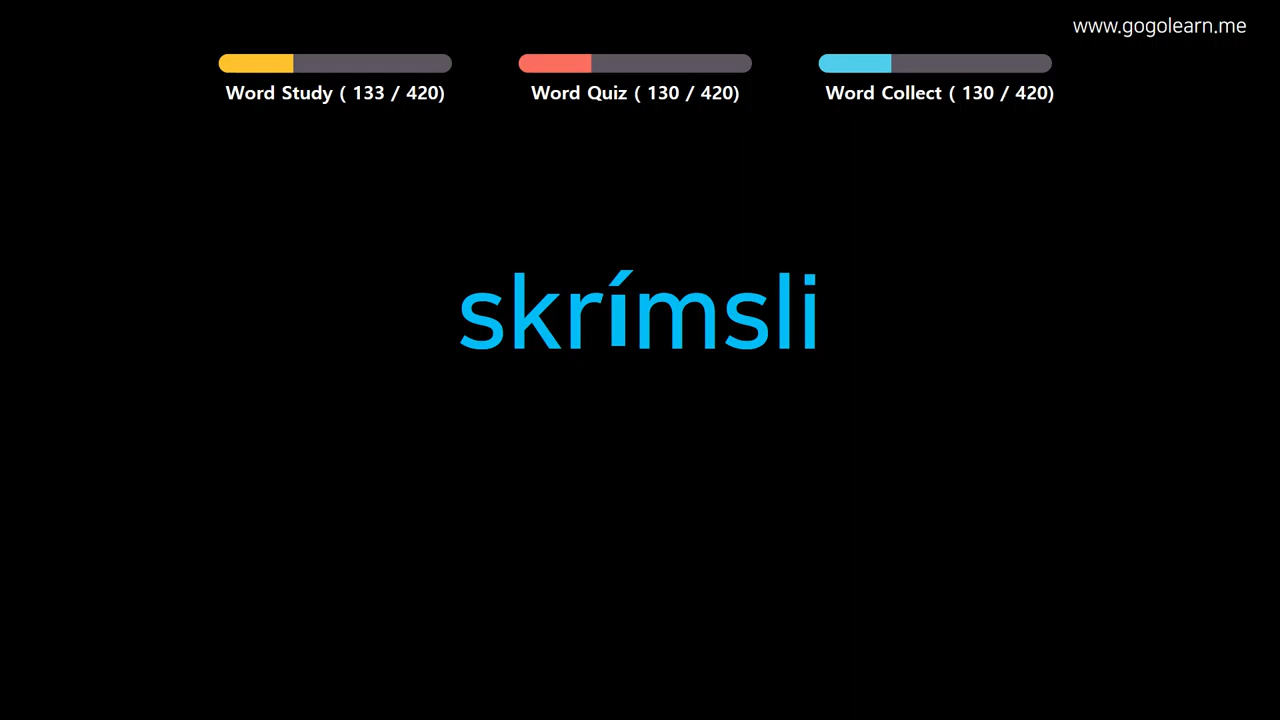 www.gogolearn.me
Word Study ( 133 / 420)
Word Quiz ( 130 / 420)
Word Collect ( 130 / 420)
skrímsli